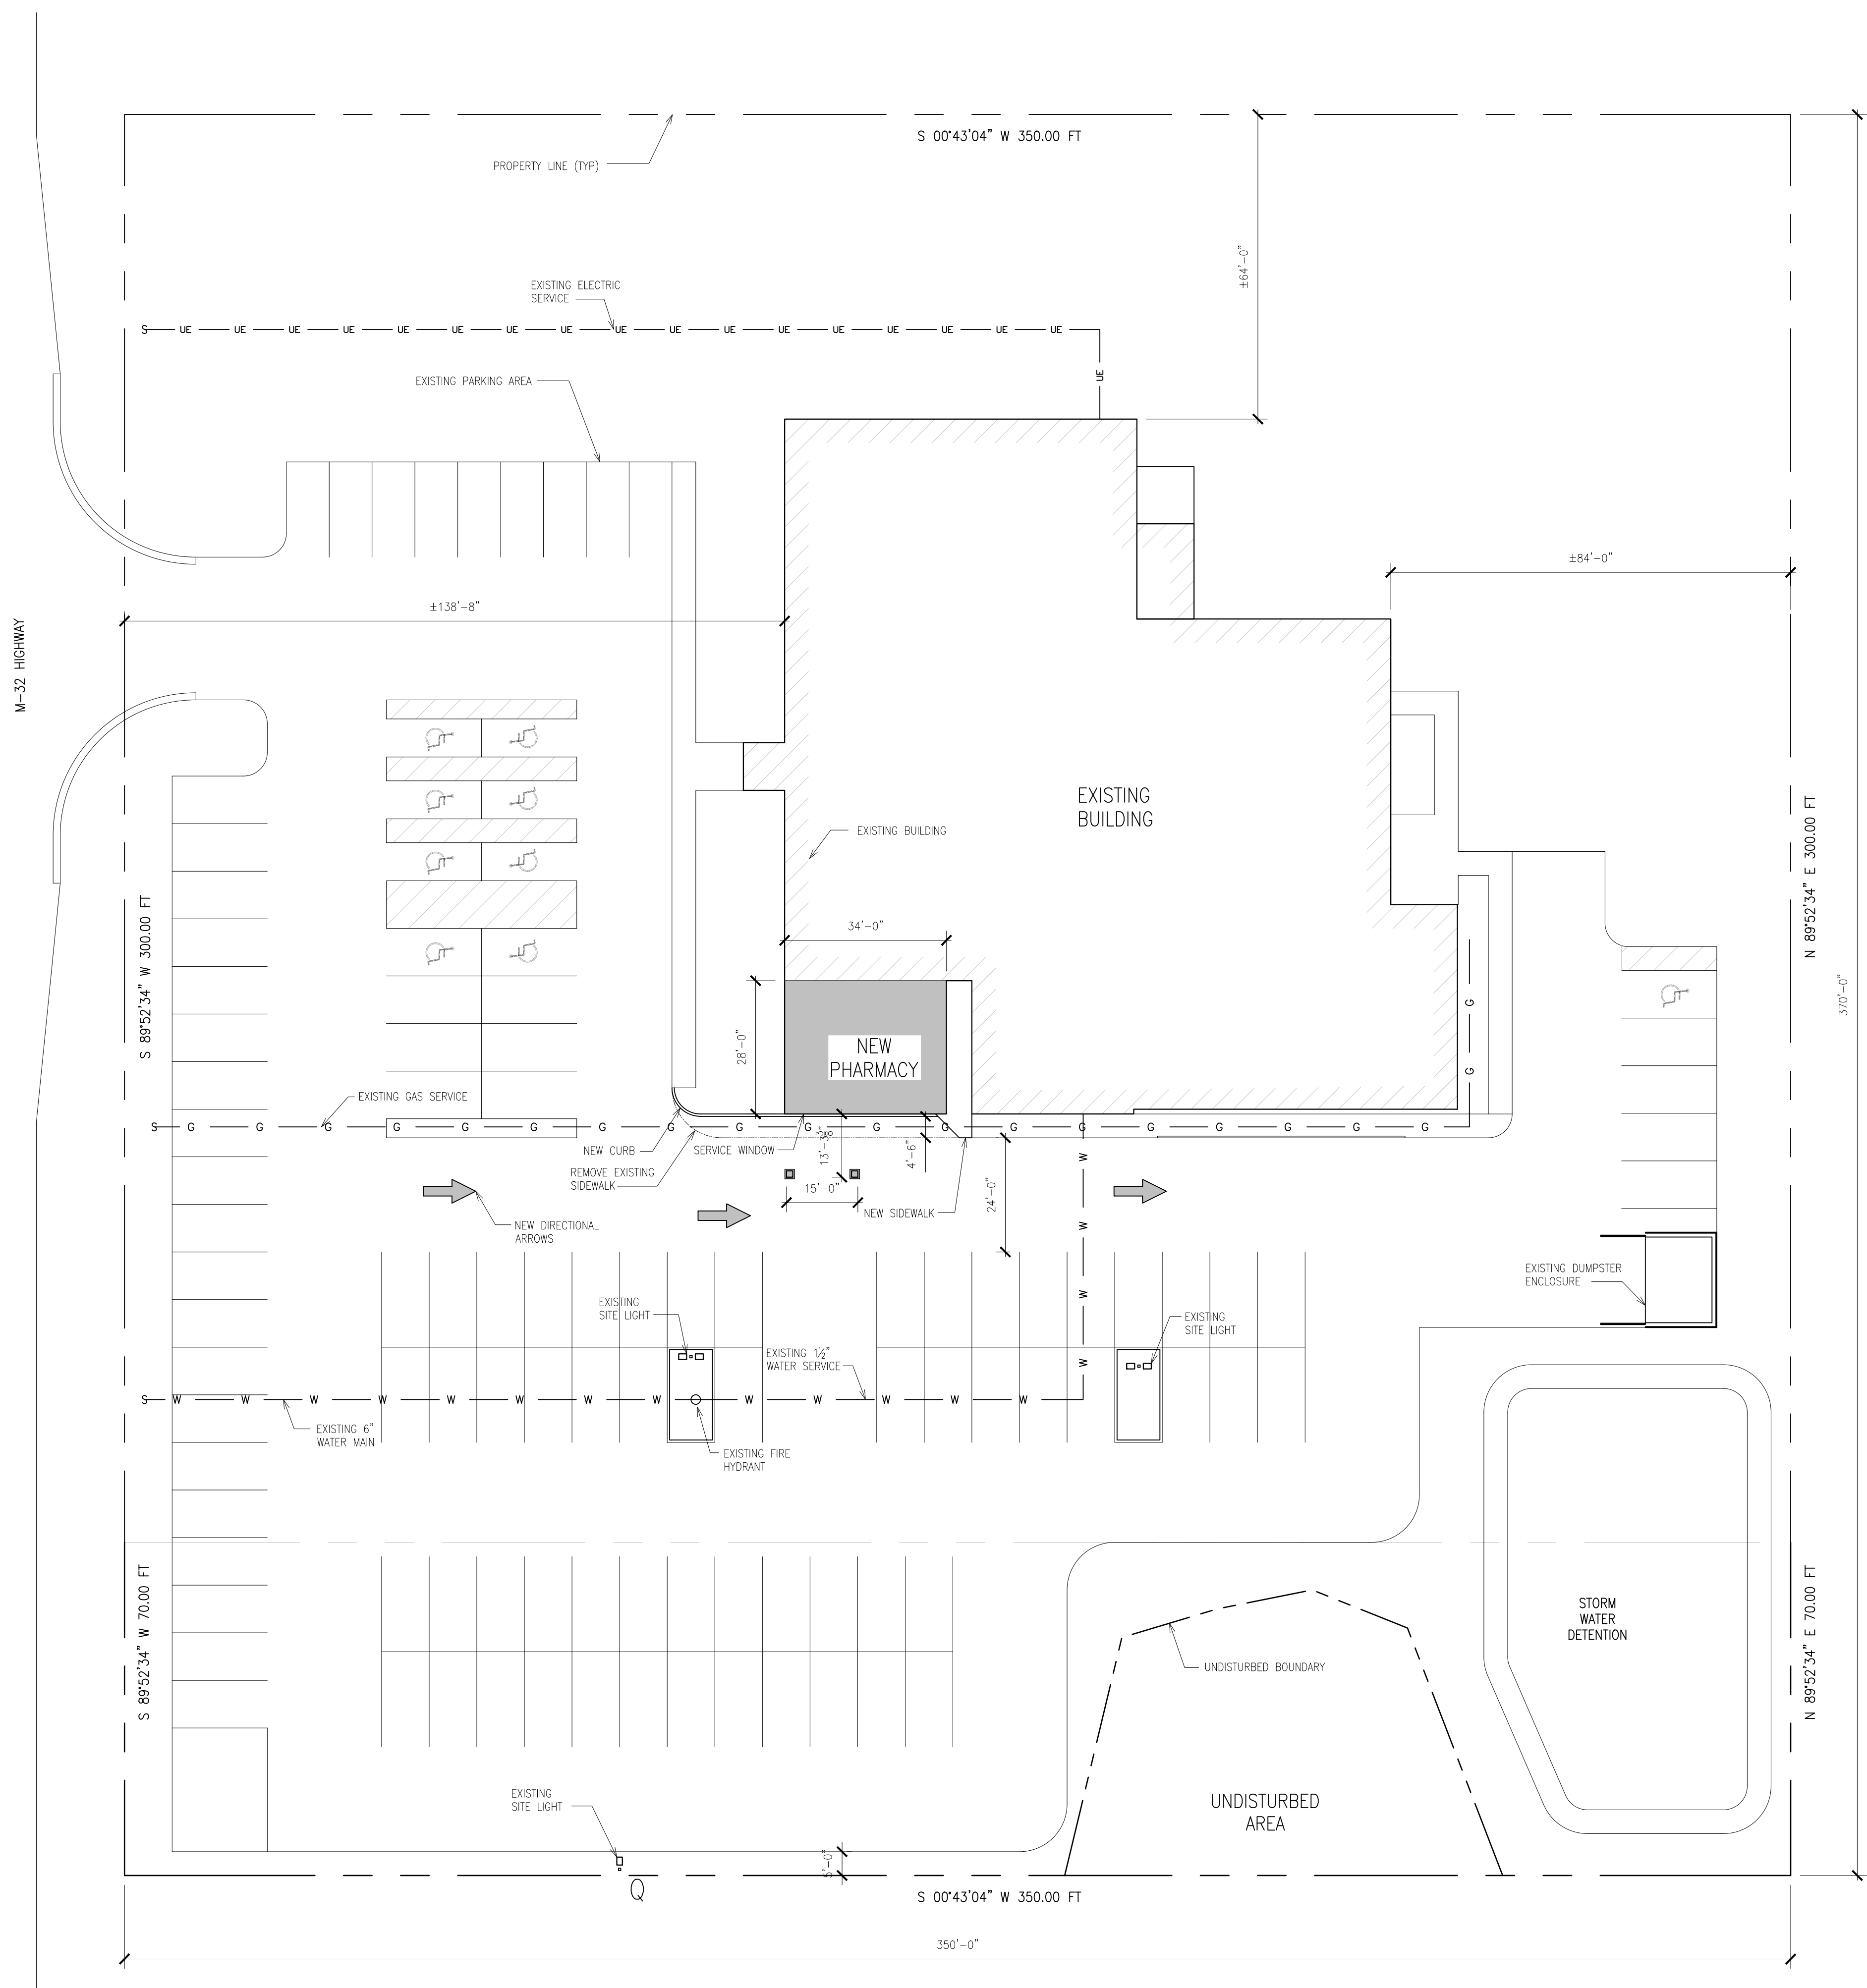 S 00°43'04" W 350.00 FT
PROPERTY LINE (TYP)
±64'-0"
EXISTING ELECTRIC
SERVICE
S UE UE UE UE UE UE UE UE UE UE UE UE UE UE UE UE UE
UE
EXISTING PARKING AREA
±84'-0"
±138'-8"
M-32 HIGHWAY
EXISTING
BUILDING
EXISTING BUILDING
N 89°52'34" E 300.00 FT
S 89°52'34" W 300.00 FT
34'-0"
370'-0"
G
G
28'-0"
NEW
PHARMACY
EXISTING GAS SERVICE
S G G G G G G G G G G G G G G G G G G G
NEW CURB
SERVICE WINDOW
13'-3⅜"
4'-6"
W
REMOVE EXISTING
SIDEWALK
15'-0"
24'-0"
NEW SIDEWALK
W
NEW DIRECTIONAL
ARROWS
EXISTING DUMPSTER
ENCLOSURE
W
EXISTING
SITE LIGHT
EXISTING
SITE LIGHT
EXISTING 1½"
WATER SERVICE
W
S W W W W W W W W W W W W W
EXISTING 6"
WATER MAIN
EXISTING FIRE
HYDRANT
S 89°52'34" W 70.00 FT
N 89°52'34" E 70.00 FT
STORM
WATER
DETENTION
UNDISTURBED BOUNDARY
EXISTING
SITE LIGHT
UNDISTURBED
AREA
5'-0"
Q
S 00°43'04" W 350.00 FT
350'-0"